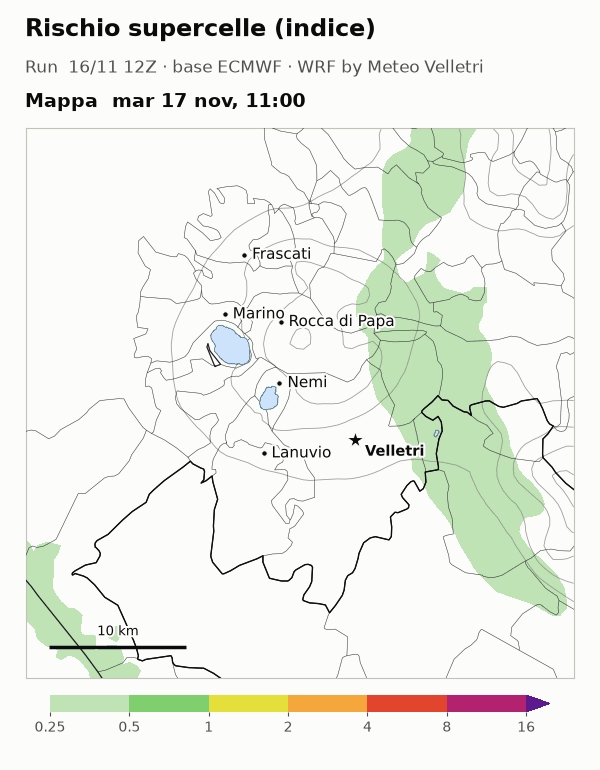 Rischio supercelle (indice)
Run  16/11 12Z · base ECMWF · WRF by Meteo Velletri
Mappa  mar 17 nov, 11:00
Frascati
Marino
Rocca di Papa
Nemi
Velletri
Lanuvio
10 km
0.25 0.5 1 2 4 8 16